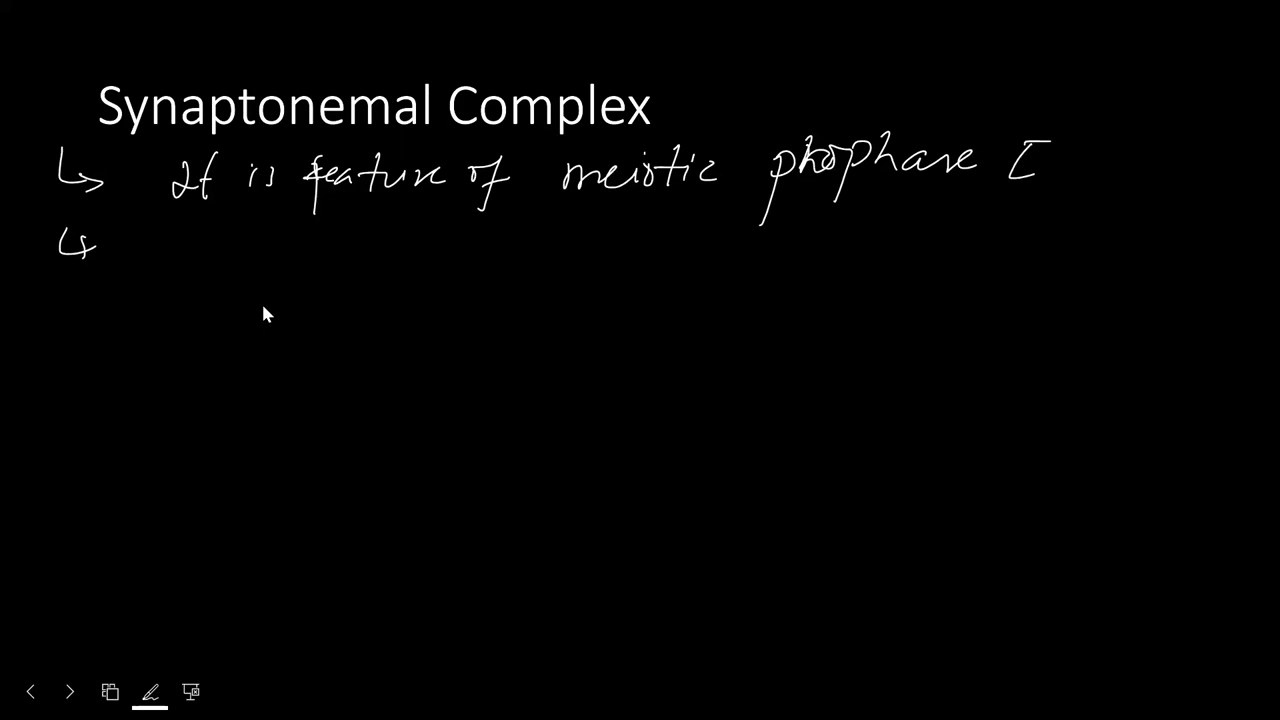 Synaptonemal Complex
↳ It is feature of meiotic prophase I
↳